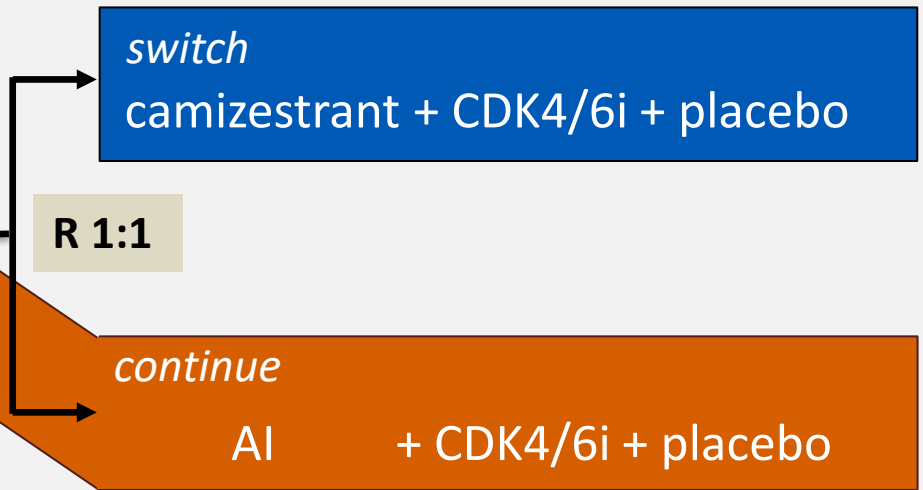 switch
camizestrant + CDK4/6i + placebo
R 1:1
continue
AI + CDK4/6i + placebo